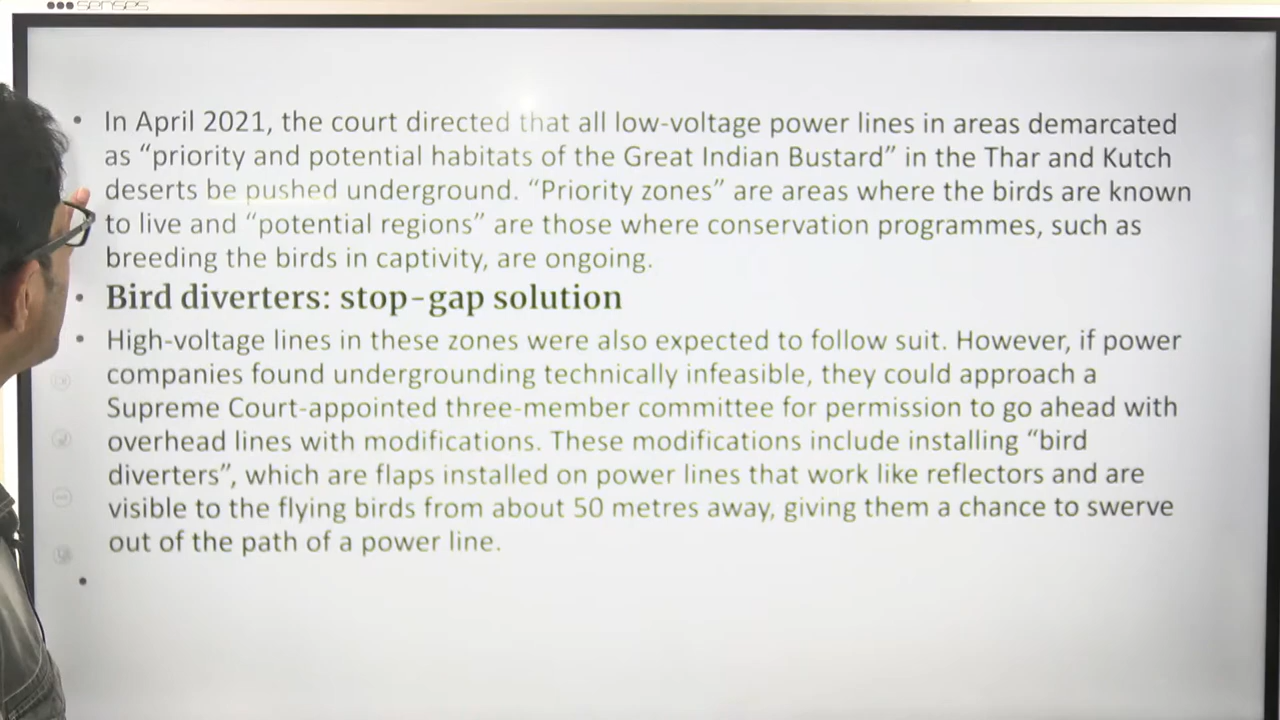 senses
• In April 2021, the court directed that all low-voltage power lines in areas demarcated
as “priority and potential habitats of the Great Indian Bustard” in the Thar and Kutch
deserts be pushed underground. “Priority zones” are areas where the birds are known
to live and “potential regions” are those where conservation programmes, such as
breeding the birds in captivity, are ongoing.
• Bird diverters: stop-gap solution
• High-voltage lines in these zones were also expected to follow suit. However, if power
companies found undergrounding technically infeasible, they could approach a
Supreme Court-appointed three-member committee for permission to go ahead with
overhead lines with modifications. These modifications include installing “bird
diverters”, which are flaps installed on power lines that work like reflectors and are
visible to the flying birds from about 50 metres away, giving them a chance to swerve
out of the path of a power line.
•